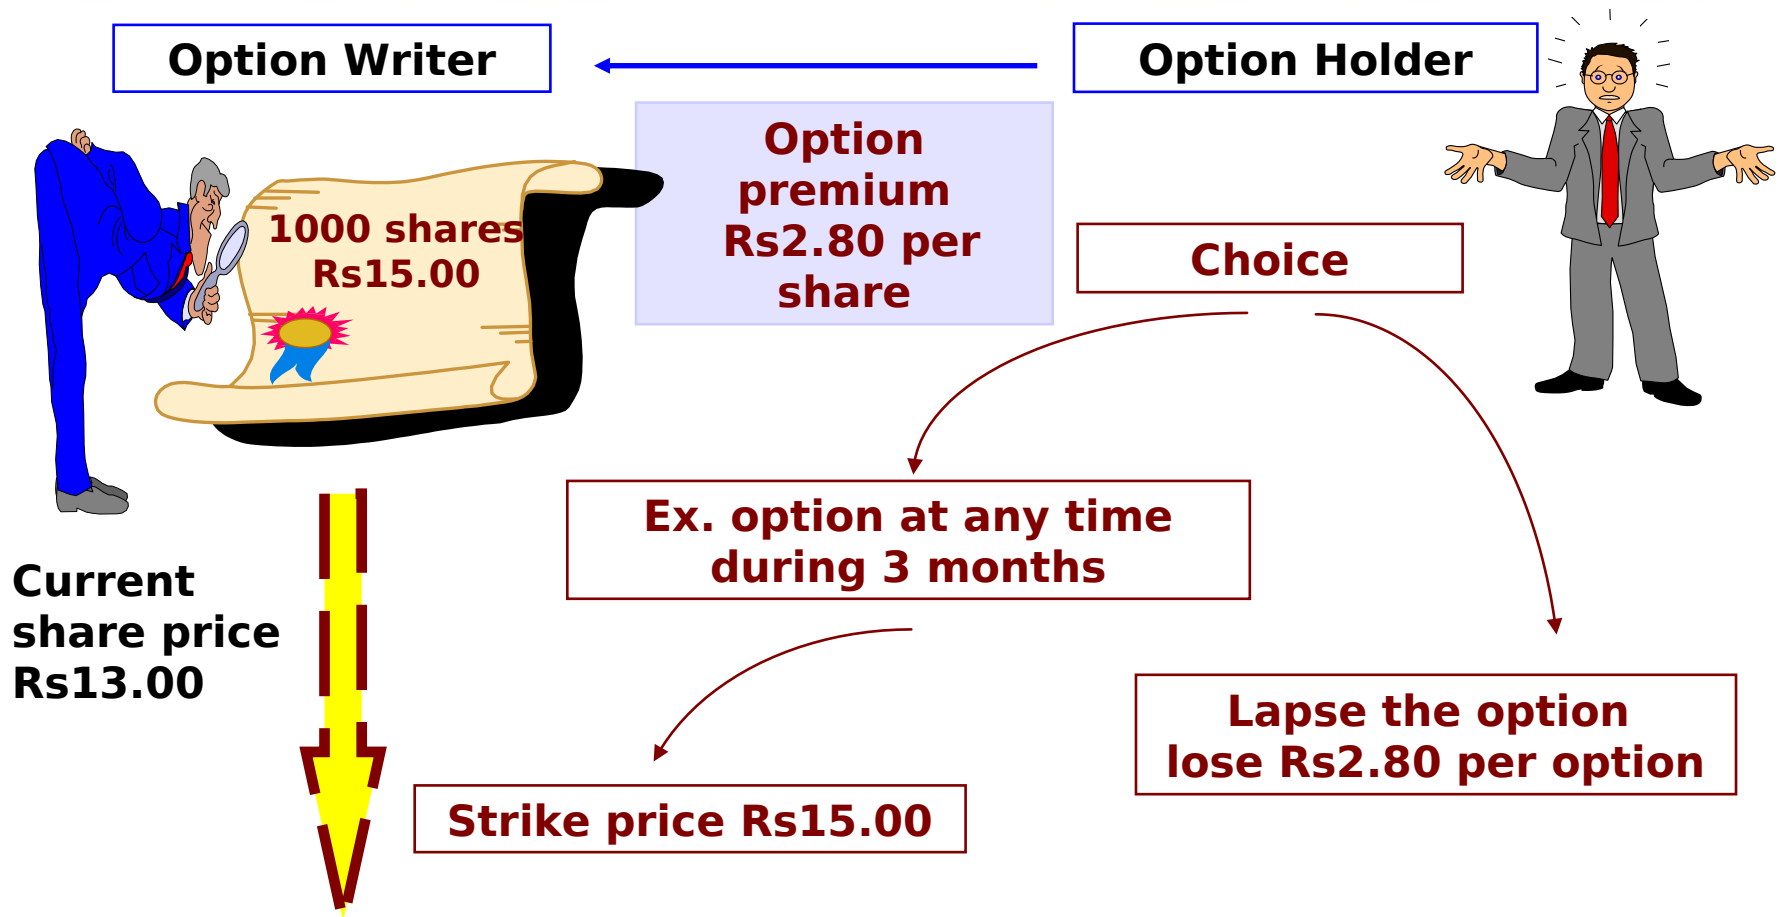 Option Writer
Option Holder
Option
premium
Rs2.80 per
share
1000 shares
Rs15.00
Choice
Ex. option at any time
during 3 months
Current
share price
Rs13.00
Lapse the option
lose Rs2.80 per option
Strike price Rs15.00